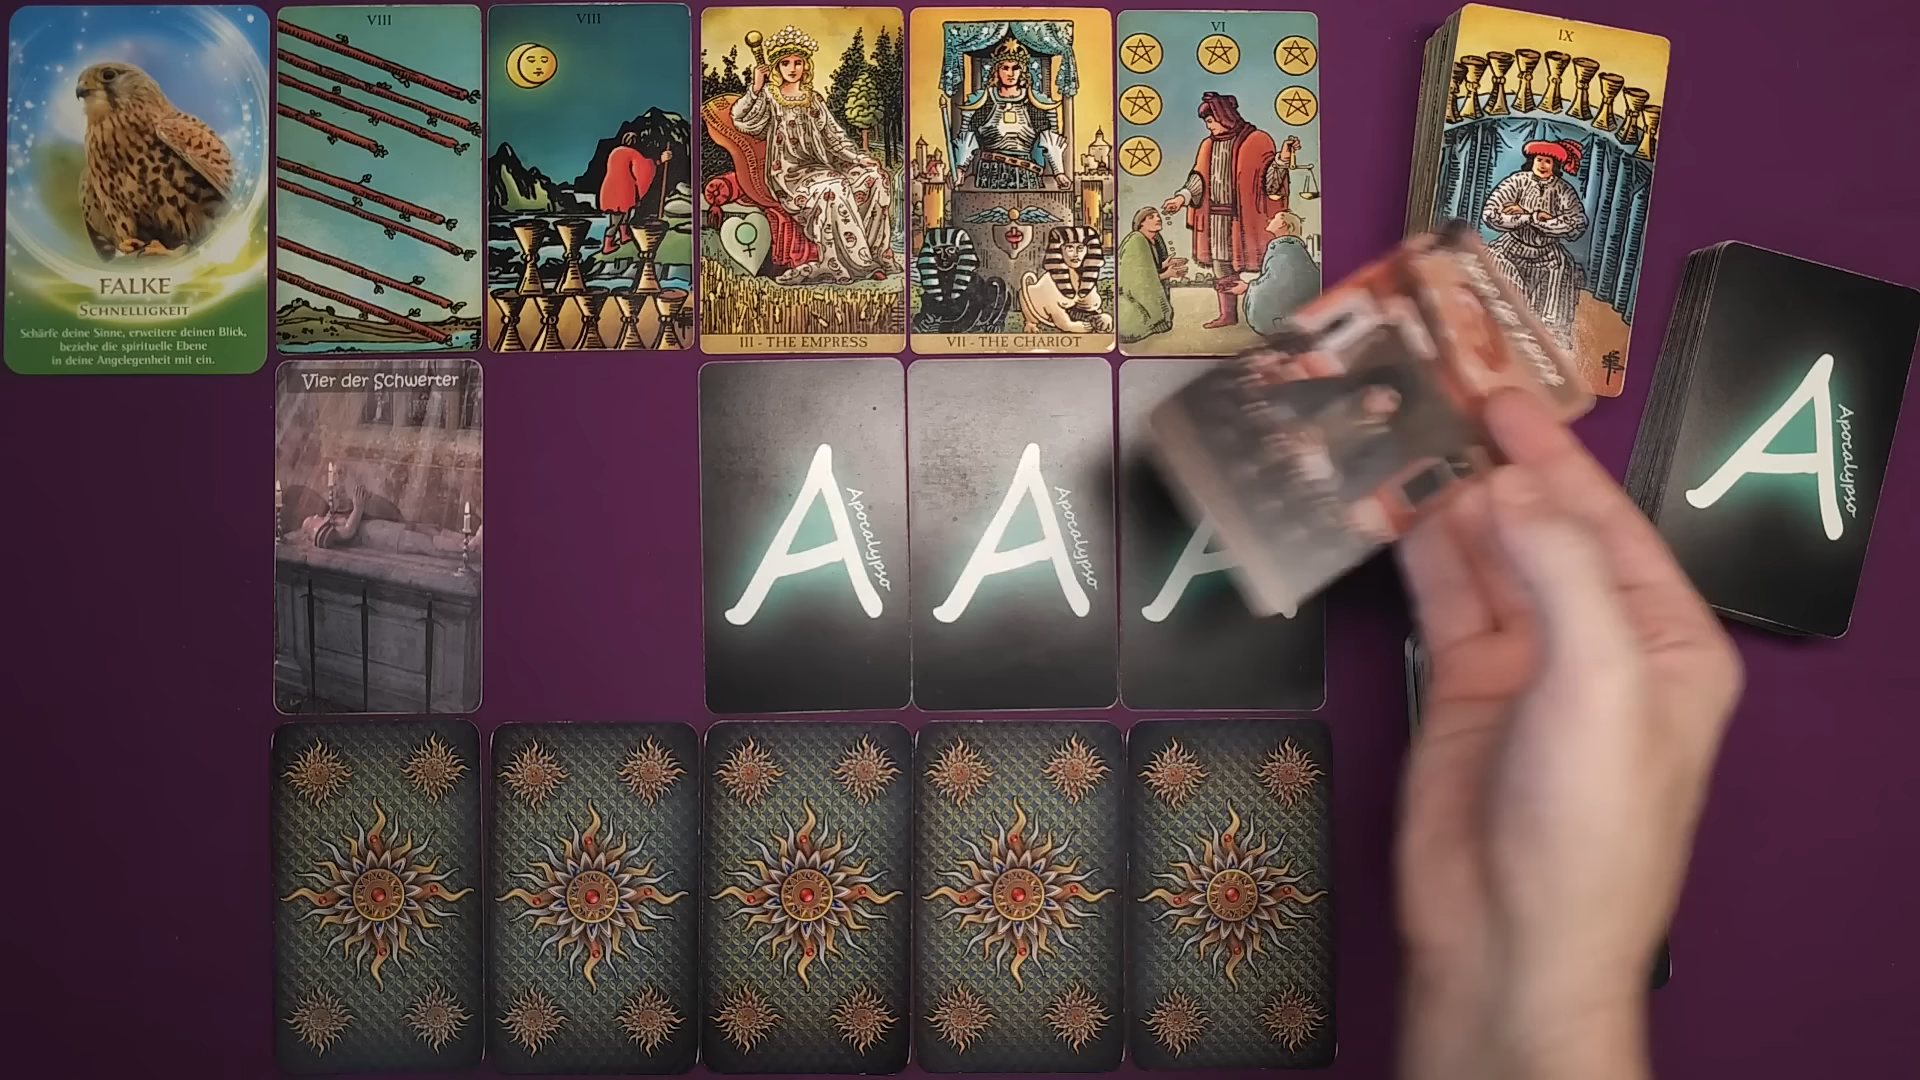 FALKE
SCHNELLIGKEIT
Schärfe deine Sinne, erweitere deinen Blick,
beziehe die spirituelle Ebene
in deine Angelegenheit mit ein.
VIII
VIII
III - THE EMPRESS
VII - THE CHARIOT
VI
IX
Vier der Schwerter
A
Apocalypso
A
Apocalypso
A
A
Apocalypso